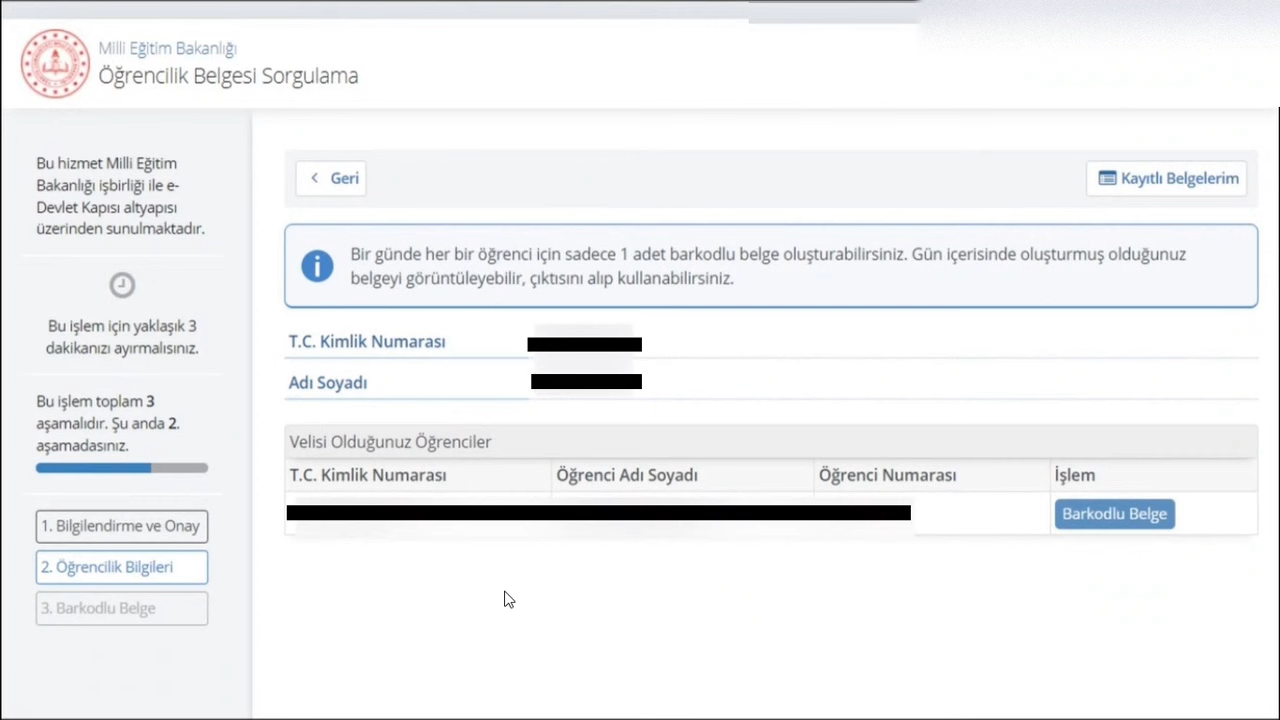 Milli Eğitim Bakanlığı
Öğrencilik Belgesi Sorgulama
Bu hizmet Milli Eğitim
Bakanlığı işbirliği ile e-
Devlet Kapısı altyapısı
üzerinden sunulmaktadır.
Bu işlem için yaklaşık 3
dakikanızı ayırmalısınız.
Bu işlem toplam 3
aşamalıdır. Şu anda 2.
aşamadasınız.
1. Bilgilendirme ve Onay
2. Öğrencilik Bilgileri
3. Barkodlu Belge
Geri
Kayıtlı Belgelerim
Bir günde her bir öğrenci için sadece 1 adet barkodlu belge oluşturabilirsiniz. Gün içerisinde oluşturmuş olduğunuz
belgeyi görüntüleyebilir, çıktısını alıp kullanabilirsiniz.
T.C. Kimlik Numarası
Adı Soyadı
Velisi Olduğunuz Öğrenciler
T.C. Kimlik Numarası Öğrenci Adı Soyadı Öğrenci Numarası İşlem
Barkodlu Belge